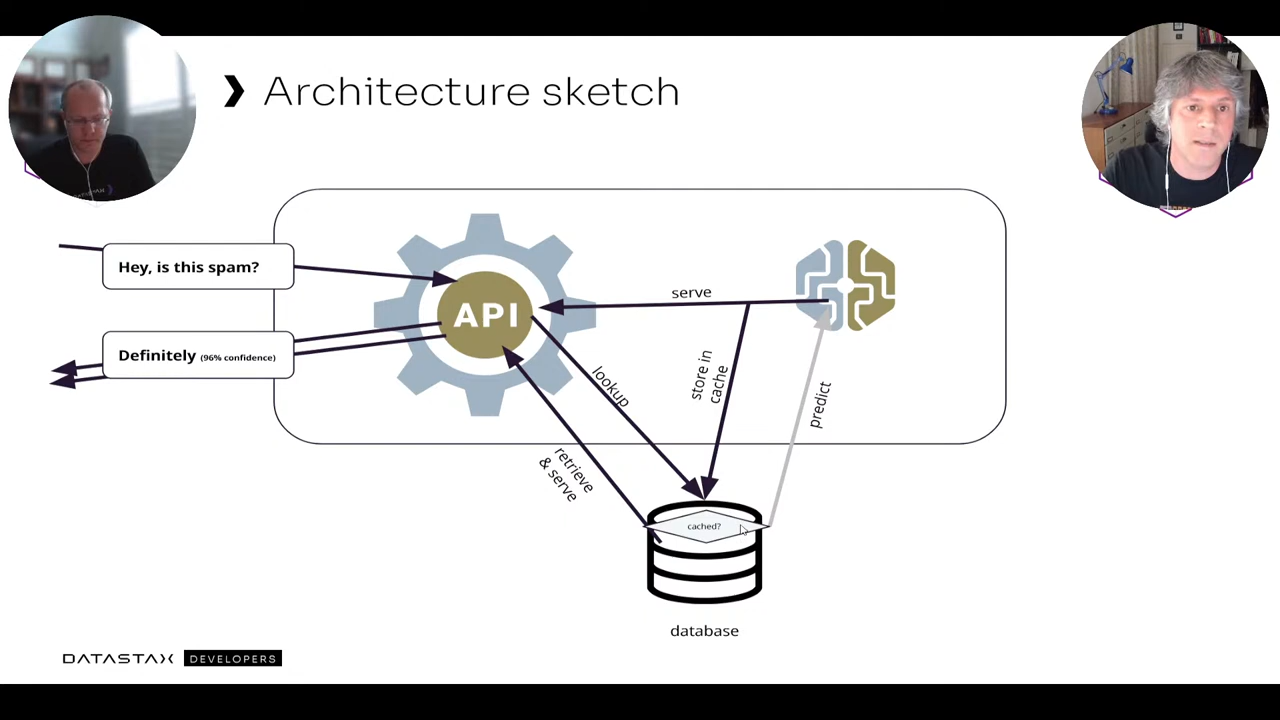 Architecture sketch
Hey, is this spam?
Definitely (96% confidence)
API
serve
lookup
store in
cache
predict
retrieve
& serve
cached?
database
DATASTAX DEVELOPERS